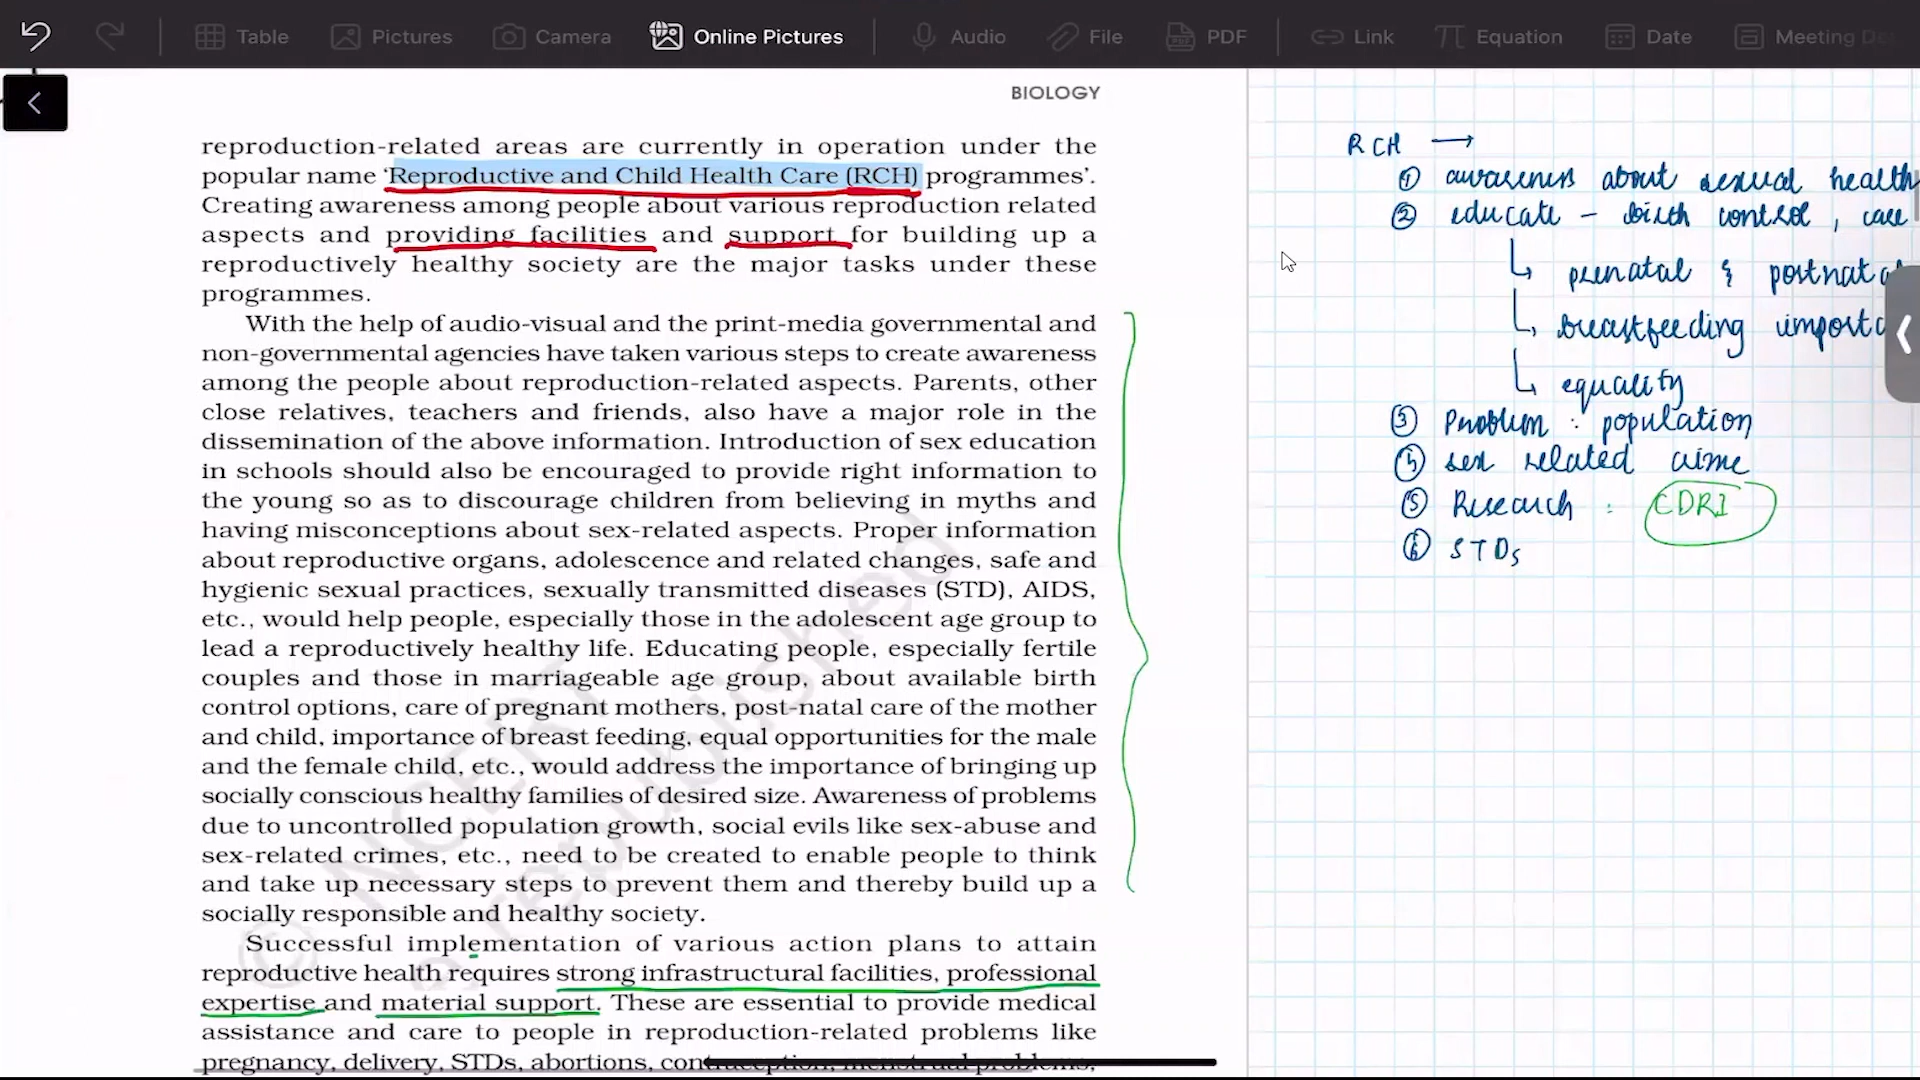 Table Pictures Camera Online Pictures Audio File PDF Link Equation Date Meeting De
BIOLOGY
reproduction-related areas are currently in operation under the
popular name ‘Reproductive and Child Health Care (RCH) programmes’.
Creating awareness among people about various reproduction related
aspects and providing facilities and support for building up a
reproductively healthy society are the major tasks under these
programmes.
With the help of audio-visual and the print-media governmental and
non-governmental agencies have taken various steps to create awareness
among the people about reproduction-related aspects. Parents, other
close relatives, teachers and friends, also have a major role in the
dissemination of the above information. Introduction of sex education
in schools should also be encouraged to provide right information to
the young so as to discourage children from believing in myths and
having misconceptions about sex-related aspects. Proper information
about reproductive organs, adolescence and related changes, safe and
hygienic sexual practices, sexually transmitted diseases (STD), AIDS,
etc., would help people, especially those in the adolescent age group to
lead a reproductively healthy life. Educating people, especially fertile
couples and those in marriageable age group, about available birth
control options, care of pregnant mothers, post-natal care of the mother
and child, importance of breast feeding, equal opportunities for the male
and the female child, etc., would address the importance of bringing up
socially conscious healthy families of desired size. Awareness of problems
due to uncontrolled population growth, social evils like sex-abuse and
sex-related crimes, etc., need to be created to enable people to think
and take up necessary steps to prevent them and thereby build up a
socially responsible and healthy society.
Successful implementation of various action plans to attain
reproductive health requires strong infrastructural facilities, professional
expertise and material support. These are essential to provide medical
assistance and care to people in reproduction-related problems like
pregnancy, delivery, STDs, abortions, contraception, menstrual problems,
© NCERT
republished
RCH →
① awareness about sexual health
② educate - birth control, care
↳ prenatal & postnatal
↳ breastfeeding importa
↳ equality
③ Problem : population
④ sex related crime
⑤ Research : CDRI
⑥ STDs